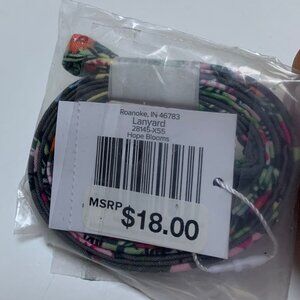 Roanoke, IN 46783
Lanyard
28145-X55
Hope Blooms
MSRP $18.00